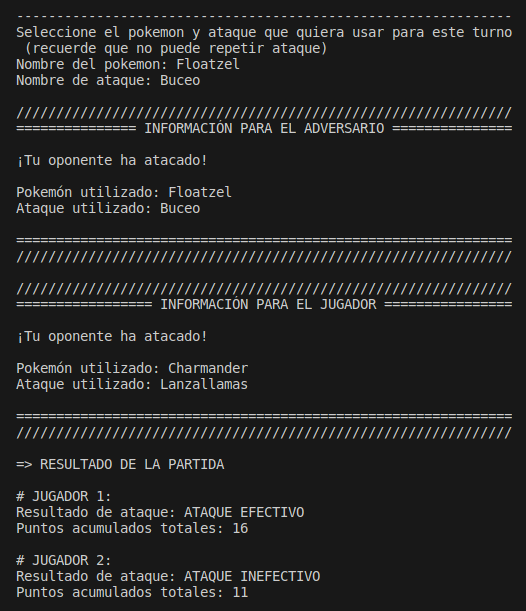 --------------------------------------------------------------
Seleccione el pokemon y ataque que quiera usar para este turno
(recuerde que no puede repetir ataque)
Nombre del pokemon: Floatzel
Nombre de ataque: Buceo
//////////////////////////////////////////////////////////////
=============== INFORMACIÓN PARA EL ADVERSARIO ===============
¡Tu oponente ha atacado!
Pokemón utilizado: Floatzel
Ataque utilizado: Buceo
==============================================================
//////////////////////////////////////////////////////////////
//////////////////////////////////////////////////////////////
================= INFORMACIÓN PARA EL JUGADOR ================
¡Tu oponente ha atacado!
Pokemón utilizado: Charmander
Ataque utilizado: Lanzallamas
==============================================================
//////////////////////////////////////////////////////////////
=> RESULTADO DE LA PARTIDA
# JUGADOR 1:
Resultado de ataque: ATAQUE EFECTIVO
Puntos acumulados totales: 16
# JUGADOR 2:
Resultado de ataque: ATAQUE INEFECTIVO
Puntos acumulados totales: 11